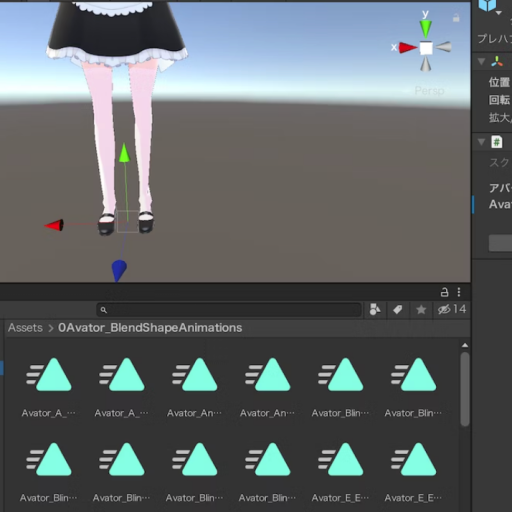 y
x
Persp
プレハブ
位置
回転
拡大/
スク
アバ
Ava
14
Assets > 0Avator_BlendShapeAnimations
Avator_A_… Avator_A_… Avator_An… Avator_An… Avator_Blin… Avator_Blin…
Avator_Blin… Avator_Blin… Avator_Blin… Avator_Blin… Avator_E_E… Avator_E_E…